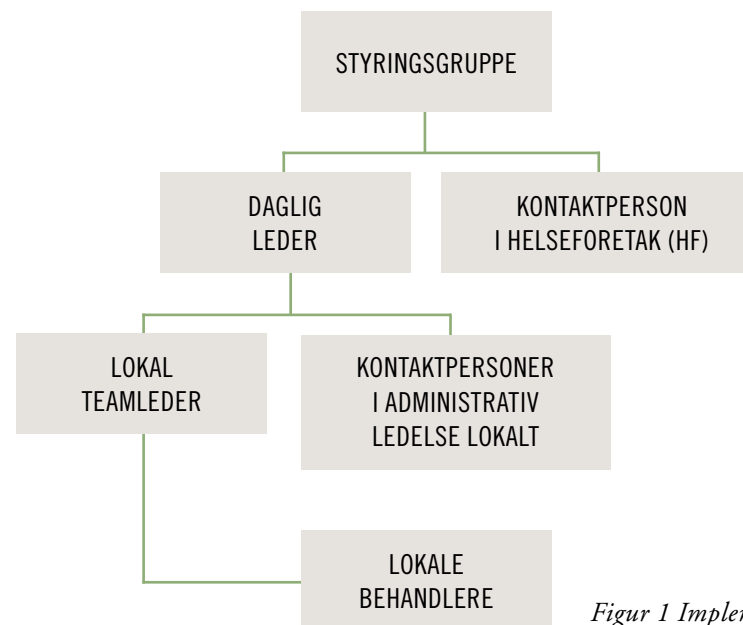 STYRINGSGRUPPE
DAGLIG
LEDER
KONTAKTPERSON
I HELSEFORETAK (HF)
LOKAL
TEAMLEDER
KONTAKTPERSONER
I ADMINISTRATIV
LEDELSE LOKALT
LOKALE
BEHANDLERE
Figur 1